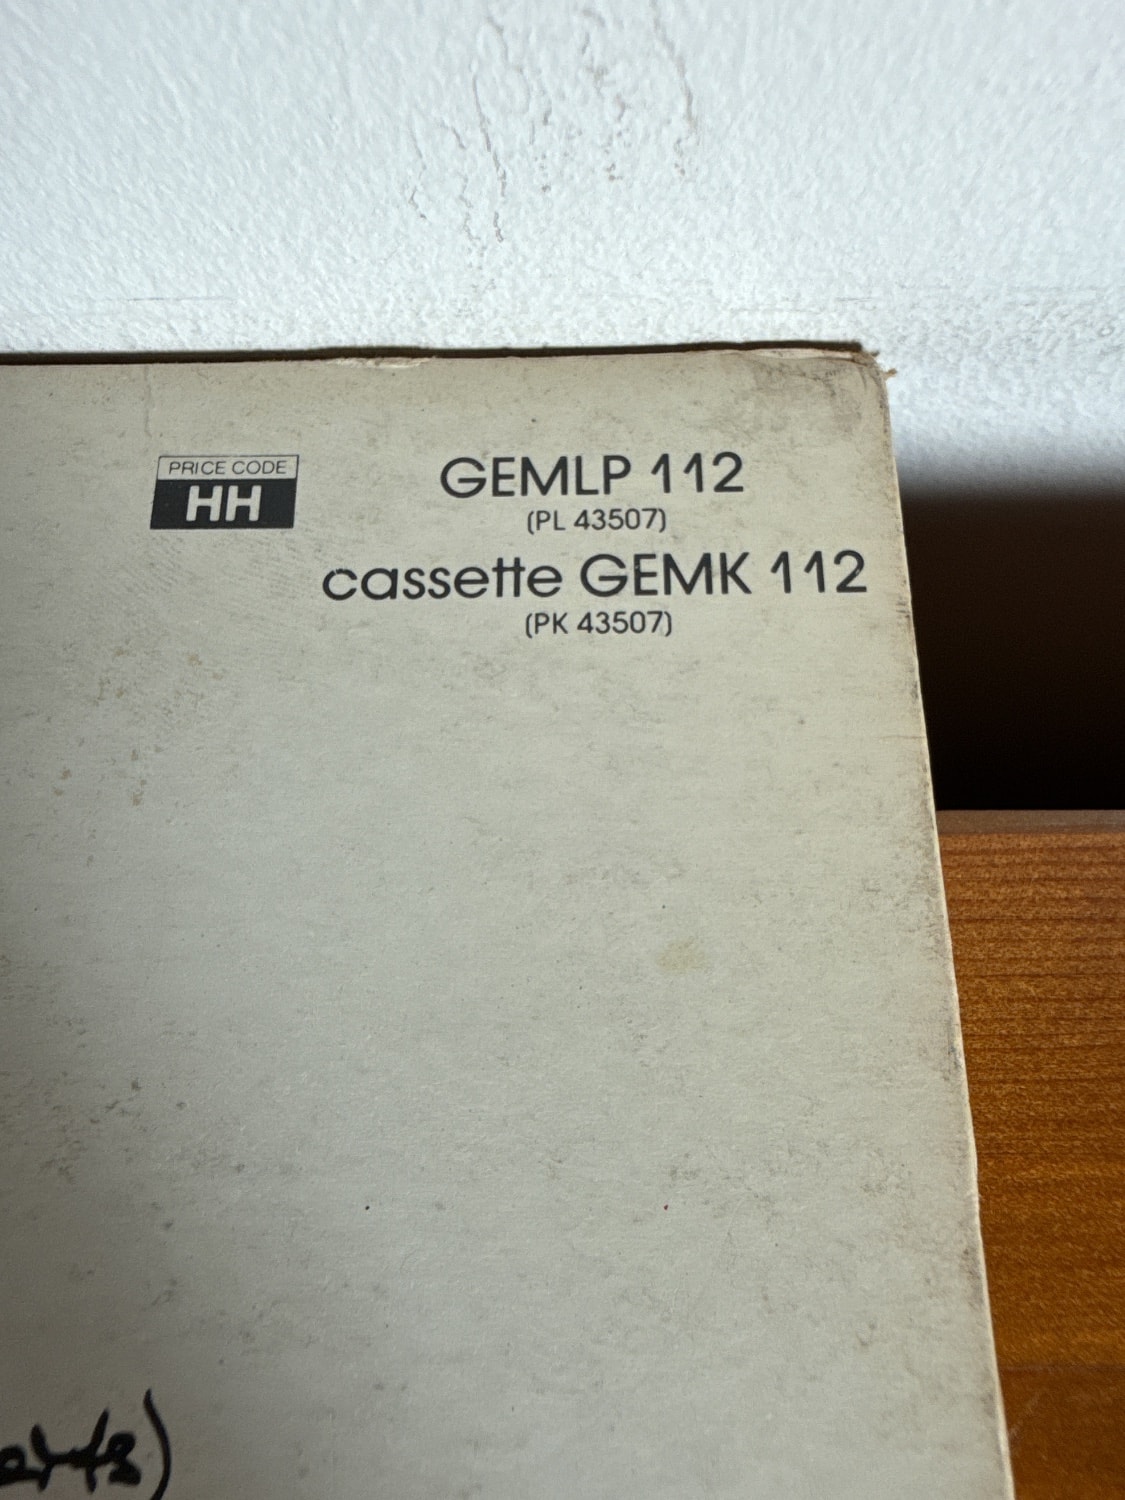 PRICE CODE
HH
GEMLP 112
(PL 43507)
cassette GEMK 112
(PK 43507)